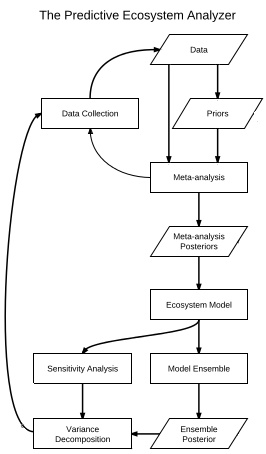 The Predictive Ecosystem Analyzer
Data
Data Collection
Priors
Meta-analysis
Meta-analysis
Posteriors
Ecosystem Model
Sensitivity Analysis
Model Ensemble
Variance
Decomposition
Ensemble
Posterior